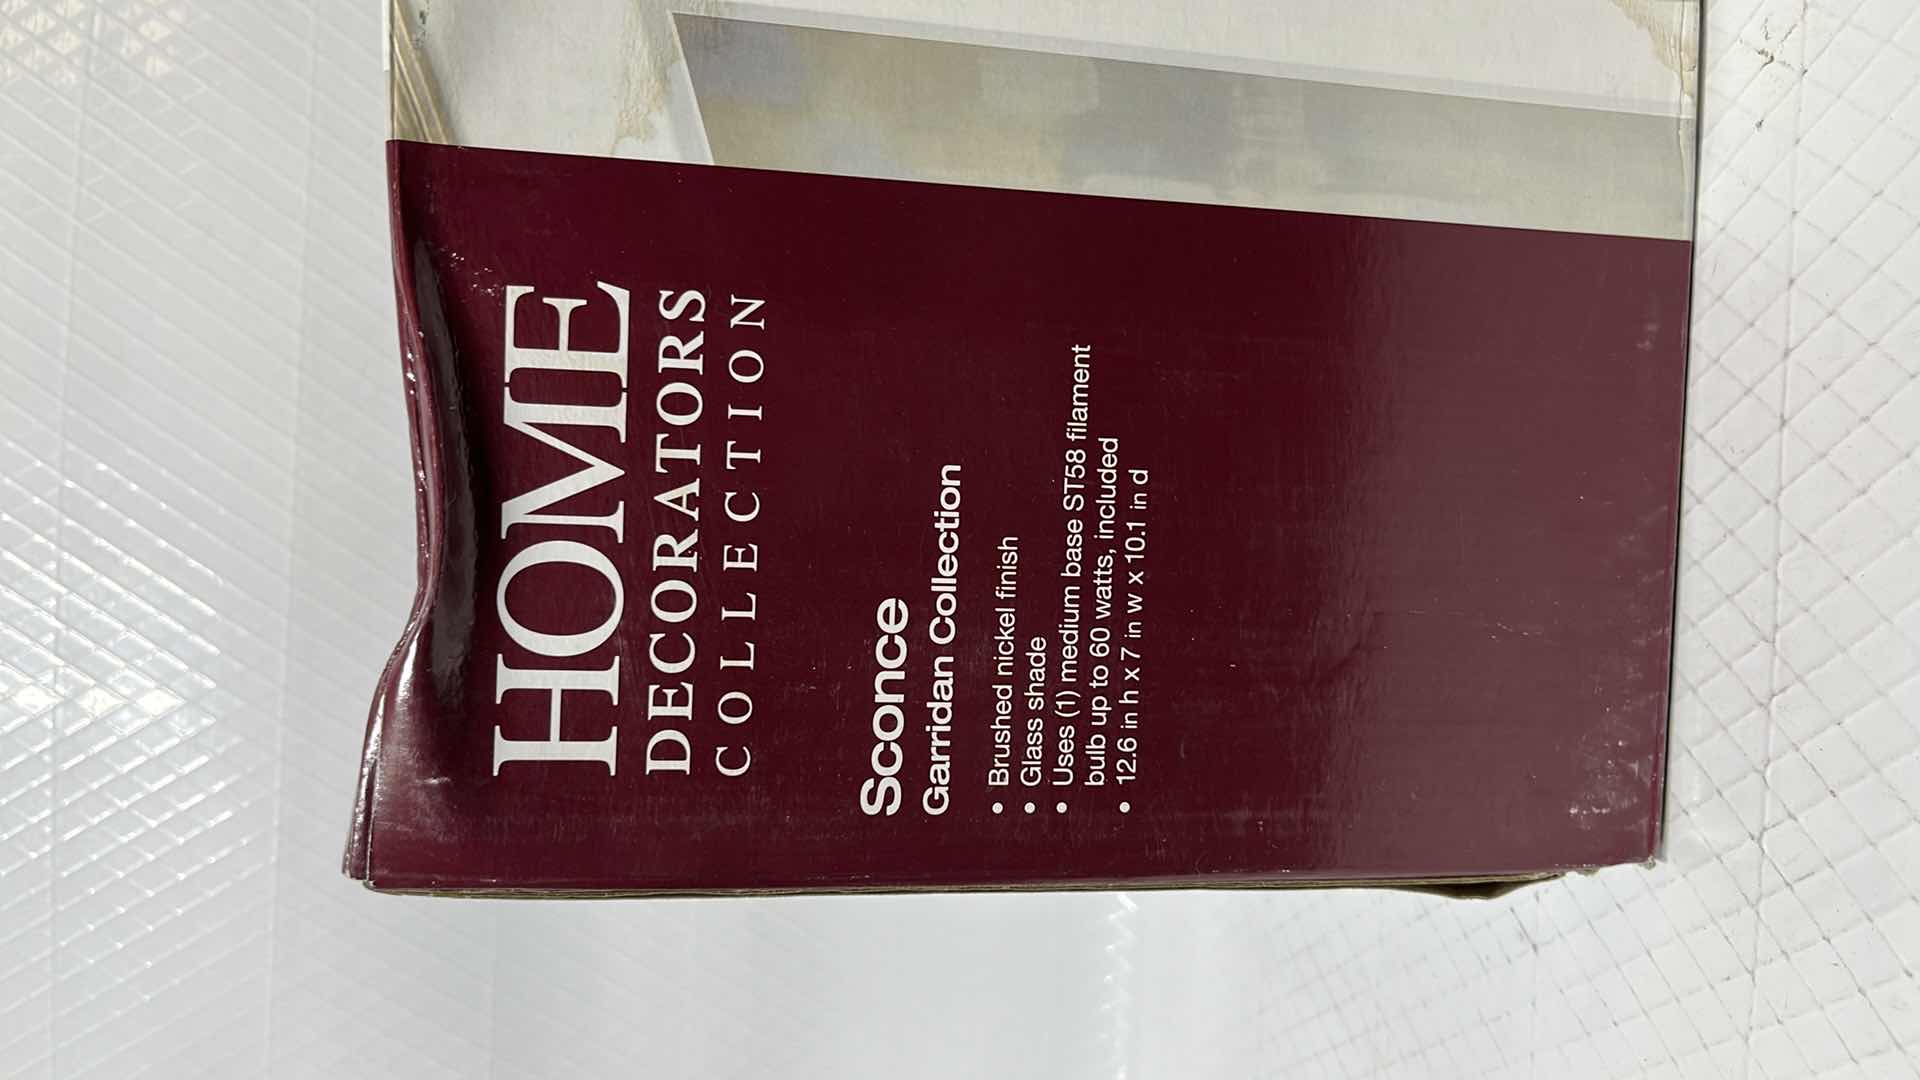 HOME
DECORATORS
COLLECTION
Sconce
Garridan Collection
• Brushed nickel finish
• Glass shade
• Uses (1) medium base ST58 filament
bulb up to 60 watts, included
• 12.6 in h x 7 in w x 10.1 in d